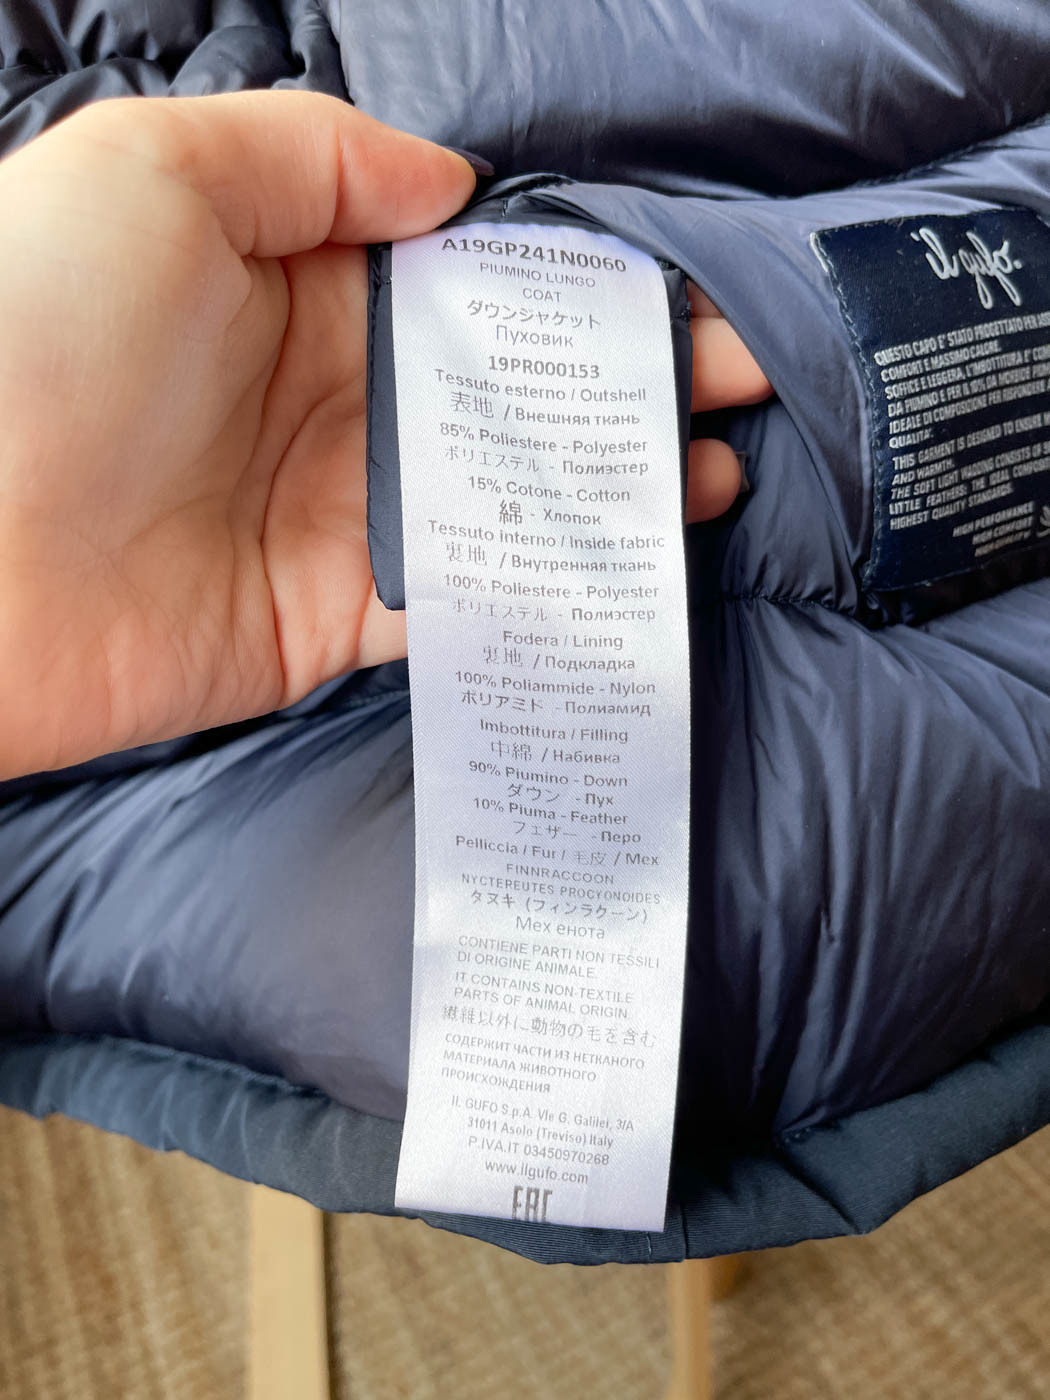 A19GP241N0060
PIUMINO LUNGO
COAT
ダウンジャケット
Пуховик
19PR000153
Tessuto esterno / Outshell
表地 / Внешняя ткань
85% Poliestere - Polyester
ポリエステル - Полиэстер
15% Cotone - Cotton
綿 - Хлопок
Tessuto interno / Inside fabric
裏地 / Внутренняя ткань
100% Poliestere - Polyester
ポリエステル - Полиэстер
Fodera / Lining
裏地 / Подкладка
100% Poliammide - Nylon
ポリアミド - Полиамид
Imbottitura / Filling
中綿 / Набивка
90% Piumino - Down
ダウン - Пух
10% Piuma - Feather
フェザー - Перо
Pelliccia / Fur / 毛皮 / Мех
FINNRACCOON
NYCTEREUTES PROCYONOIDES
タヌキ (フィンラクーン)
Мех енота
CONTIENE PARTI NON TESSILI
DI ORIGINE ANIMALE
IT CONTAINS NON-TEXTILE
PARTS OF ANIMAL ORIGIN
繊維以外に動物の毛を含む
СОДЕРЖИТ ЧАСТИ ИЗ НЕТКАНОГО
МАТЕРИАЛА ЖИВОТНОГО
ПРОИСХОЖДЕНИЯ
IL GUFO S.p.A. Vle G. Galilei, 3/A
31011 Asolo (Treviso) Italy
P.IVA.IT 03450970268
www.ilgufo.com
EAC
il gufo.
QUESTO CAPO E' STATO PROGETTATO PER
COMFORT E MASSIMO CALORE.
SOFFICE E LEGGERA, L'IMBOTTITURA E'
DA PIUMINO E PER IL 10% DA MORBIDE
IDEALE DI COMPOSIZIONE PER RISPONDERE
QUALITA'.
THIS GARMENT IS DESIGNED TO ENSURE
AND WARMTH.
THE SOFT LIGHT WADDING CONSISTS OF
LITTLE FEATHERS: THE IDEAL
HIGHEST QUALITY STANDARDS.
HIGH PERFORMANCE
HIGH COMFORT
HIGH QUALITY